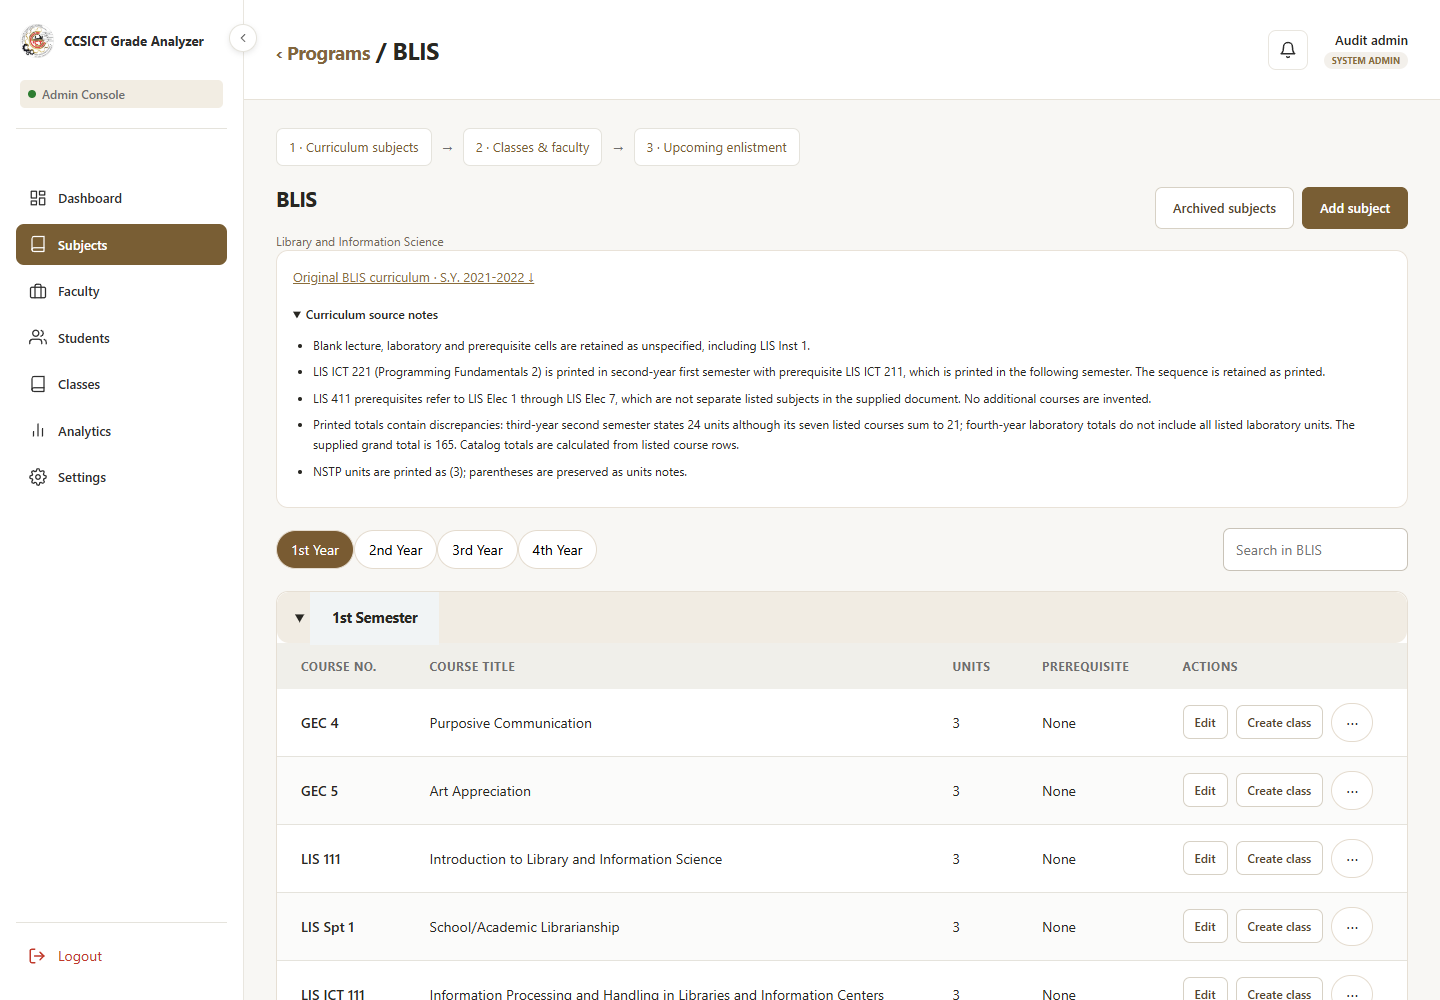 CCSICT Grade Analyzer
Admin Console
Dashboard
Subjects
Faculty
Students
Classes
Analytics
Settings
Logout
‹ Programs / BLIS
Audit admin
SYSTEM ADMIN
1 · Curriculum subjects → 2 · Classes & faculty → 3 · Upcoming enlistment
BLIS
Archived subjects
Add subject
Library and Information Science
Original BLIS curriculum · S.Y. 2021-2022 ↓
▼ Curriculum source notes
• Blank lecture, laboratory and prerequisite cells are retained as unspecified, including LIS Inst 1.
• LIS ICT 221 (Programming Fundamentals 2) is printed in second-year first semester with prerequisite LIS ICT 211, which is printed in the following semester. The sequence is retained as printed.
• LIS 411 prerequisites refer to LIS Elec 1 through LIS Elec 7, which are not separate listed subjects in the supplied document. No additional courses are invented.
• Printed totals contain discrepancies: third-year second semester states 24 units although its seven listed courses sum to 21; fourth-year laboratory totals do not include all listed laboratory units. The
supplied grand total is 165. Catalog totals are calculated from listed course rows.
• NSTP units are printed as (3); parentheses are preserved as units notes.
1st Year 2nd Year 3rd Year 4th Year
Search in BLIS
▼ 1st Semester
COURSE NO. COURSE TITLE UNITS PREREQUISITE ACTIONS
GEC 4 Purposive Communication 3 None Edit Create class ...
GEC 5 Art Appreciation 3 None Edit Create class ...
LIS 111 Introduction to Library and Information Science 3 None Edit Create class ...
LIS Spt 1 School/Academic Librarianship 3 None Edit Create class ...
LIS ICT 111 Information Processing and Handling in Libraries and Information Centers 3 None Edit Create class ...